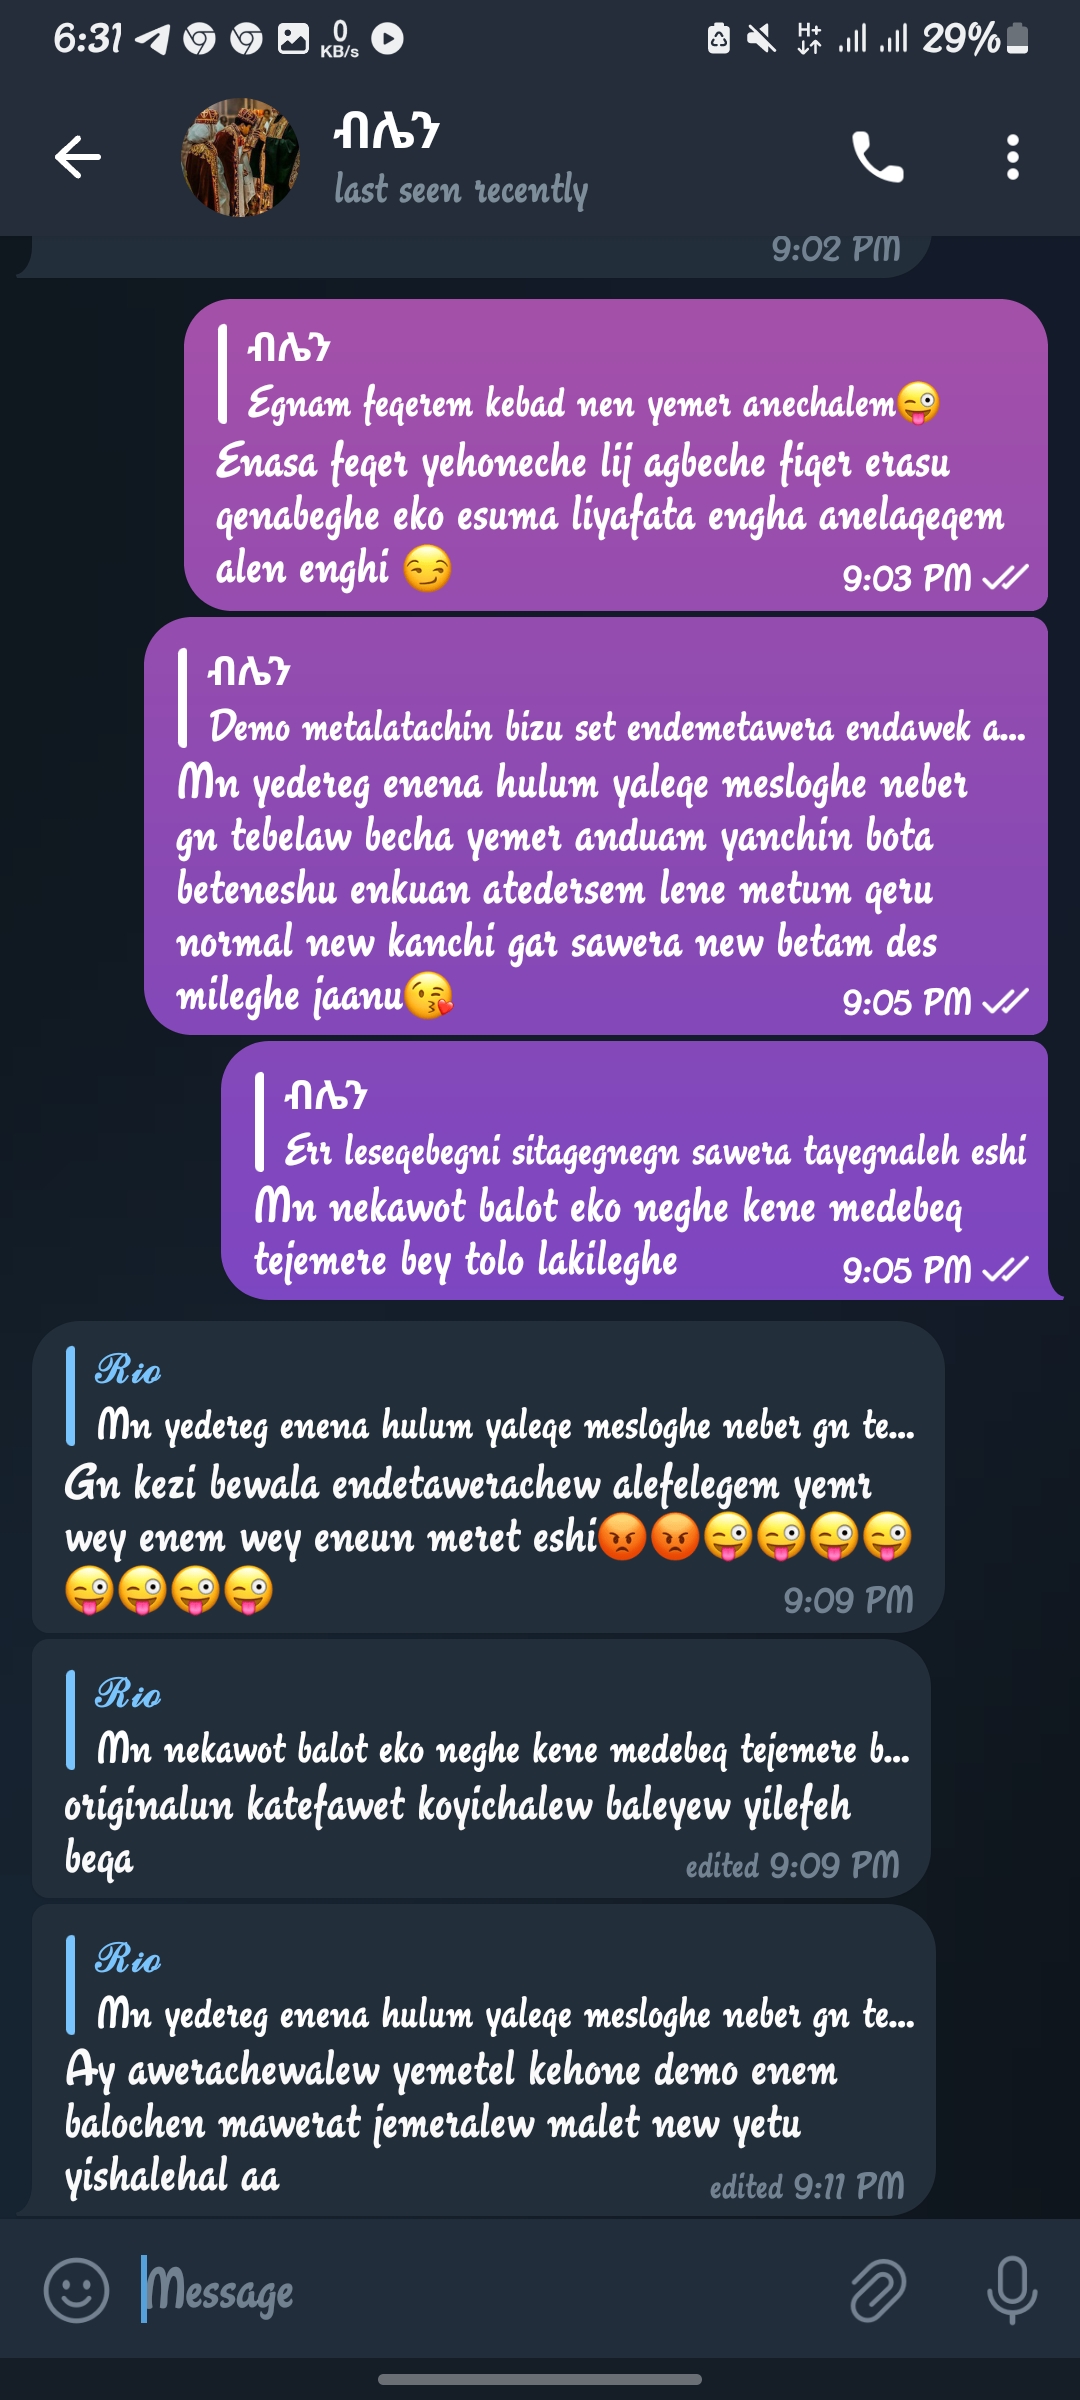 6:31
0
KB/s
H+
29%
ብሌን
last seen recently
9:02 PM
ብሌን
Egnam feqerem kebad nen yemer anechalem😜
Enasa feqer yehoneche lij agbeche fiqer erasu
qenabeghe eko esuma liyafata engha anelaqeqem
alen enghi 😏
9:03 PM
ብሌን
Demo metalatachin bizu set endemetawera endawek a...
Mn yedereg enena hulum yaleqe mesloghe neber
gn tebelaw becha yemer anduam yanchin bota
beteneshu enkuan atedersem lene metum qeru
normal new kanchi gar sawera new betam des
mileghe jaanu😘
9:05 PM
ብሌን
Err leseqebegni sitagegnegn sawera tayegnaleh eshi
Mn nekawot balot eko neghe kene medebeq
tejemere bey tolo lakileghe
9:05 PM
Rio
Mn yedereg enena hulum yaleqe mesloghe neber gn te...
Gn kezi bewala endetawerachew alefelegem yemr
wey enem wey eneun meret eshi😡😡😜😜😜😜
😜😜😜😜
9:09 PM
Rio
Mn nekawot balot eko neghe kene medebeq tejemere b...
originalun katefawet koyichalew baleyew yilefeh
beqa
edited 9:09 PM
Rio
Mn yedereg enena hulum yaleqe mesloghe neber gn te...
Ay awerachewalew yemetel kehone demo enem
balochen mawerat jemeralew malet new yetu
yishalehal aa
edited 9:11 PM
Message